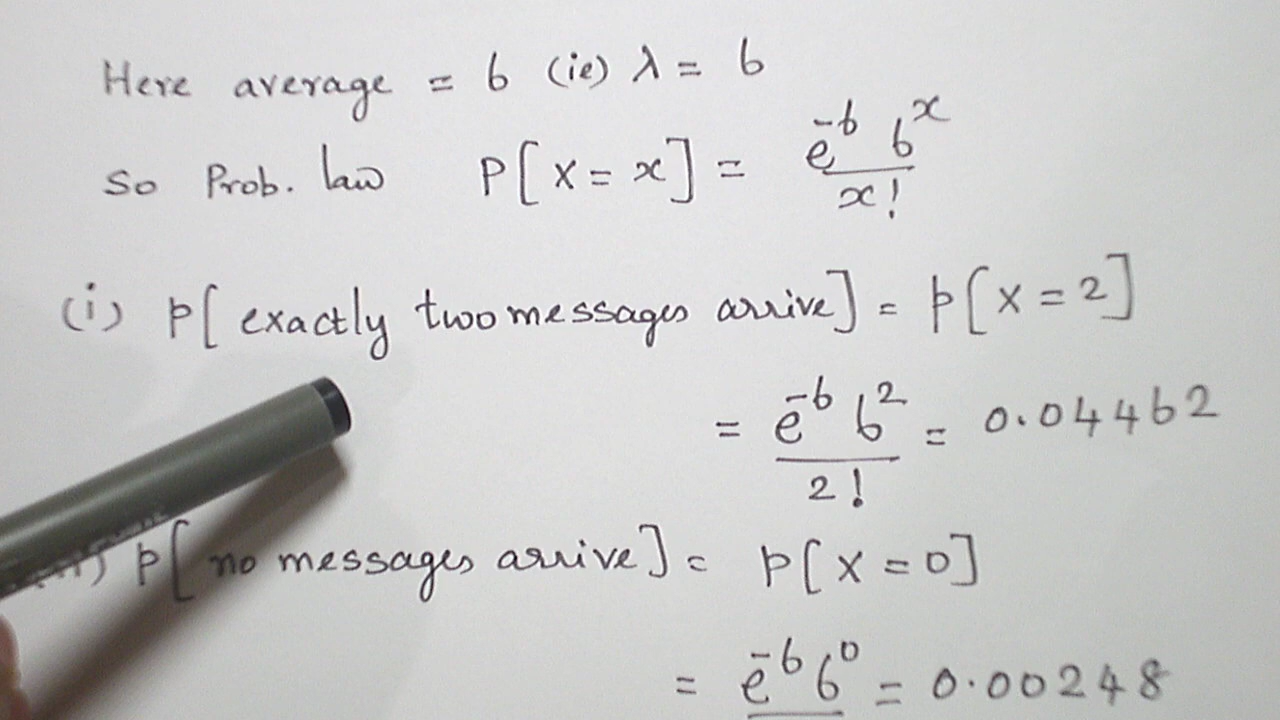 Here average = 6 (ie) λ = 6
So Prob. law P[X = x] = e^-6 6^x / x!
(i) P[exactly two messages arrive] = P[X = 2]
= e^-6 6^2 / 2! = 0.04462
P[no messages arrive] = P[X = 0]
= e^-6 6^0 = 0.00248